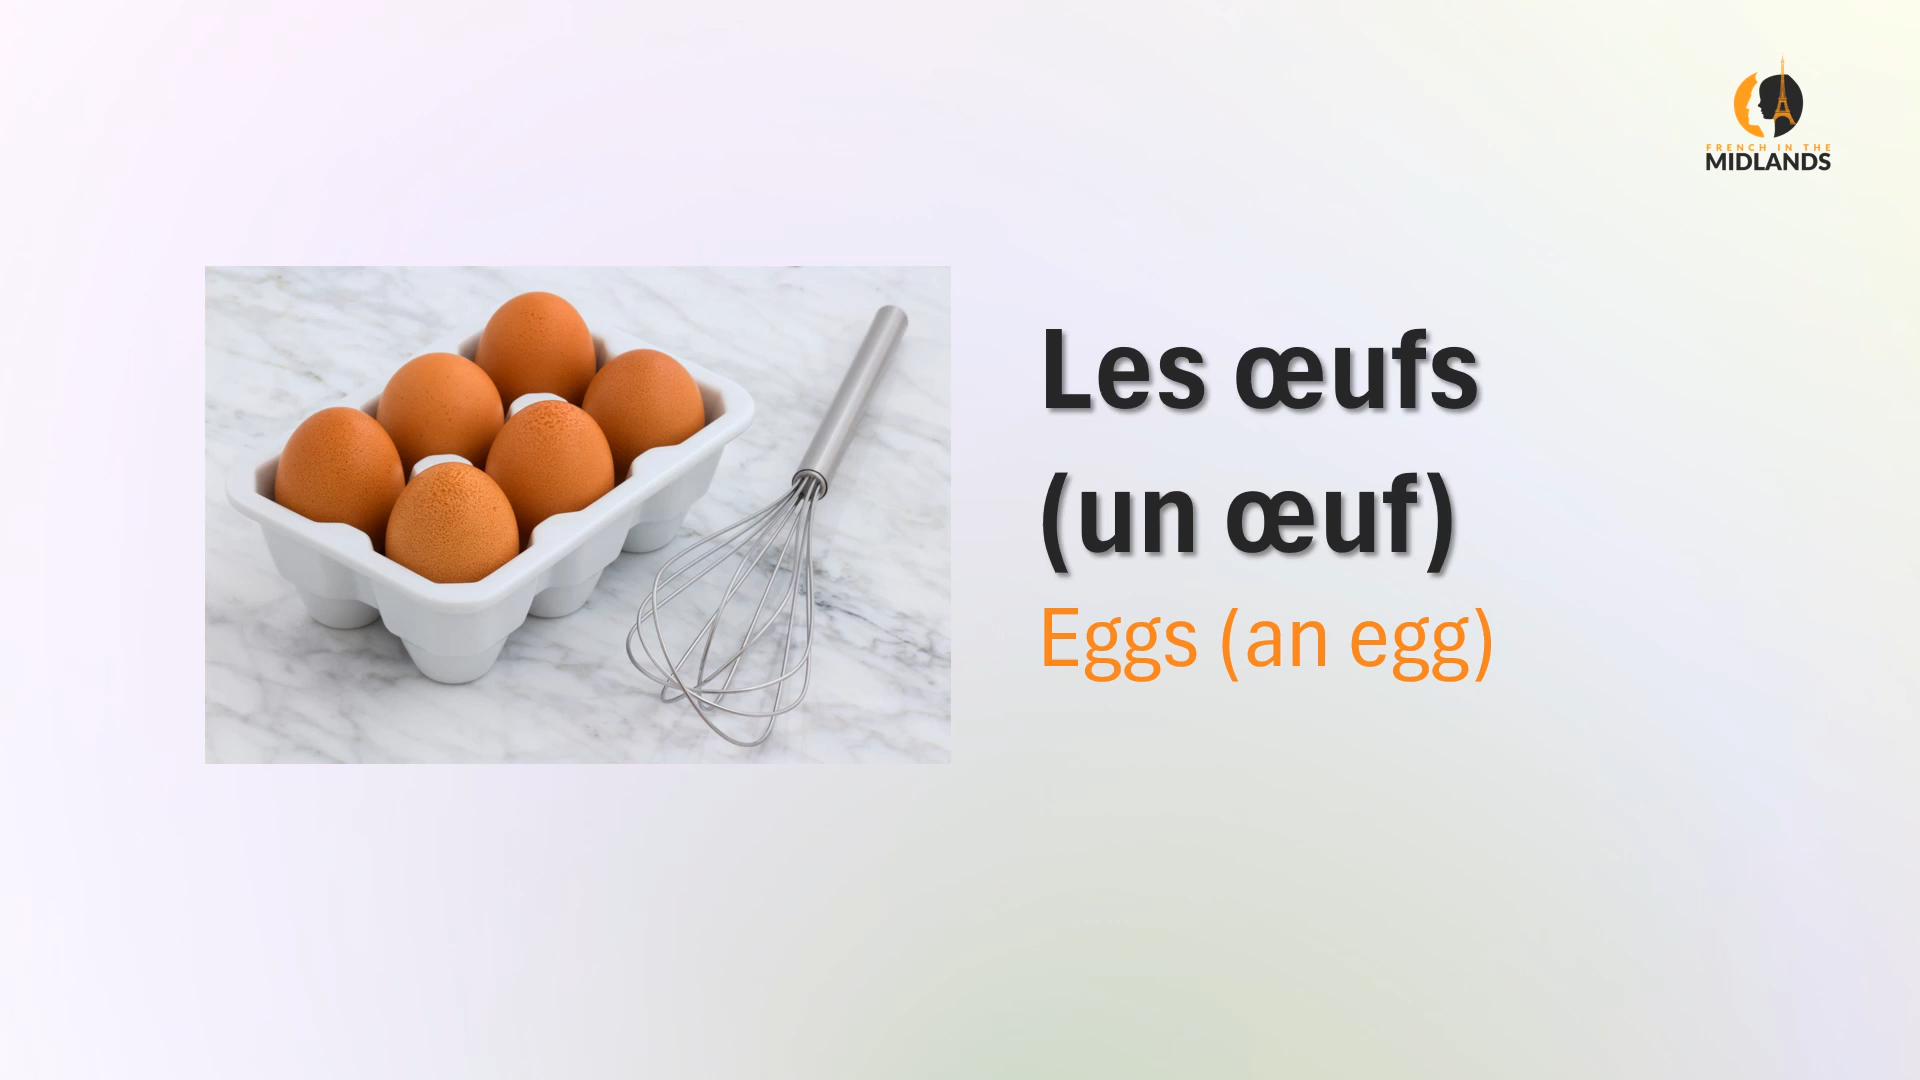 FRENCH IN THE
MIDLANDS
Les œufs
(un œuf)
Eggs (an egg)